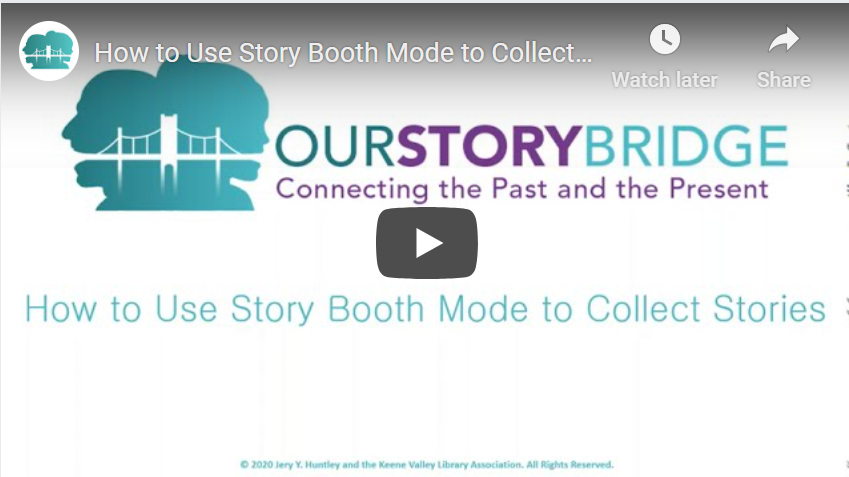 How to Use Story Booth Mode to Collect...
Watch later
Share
OURSTORYBRIDGE
Connecting the Past and the Present
How to Use Story Booth Mode to Collect Stories
© 2020 Jery Y. Huntley and the Keene Valley Library Association. All Rights Reserved.